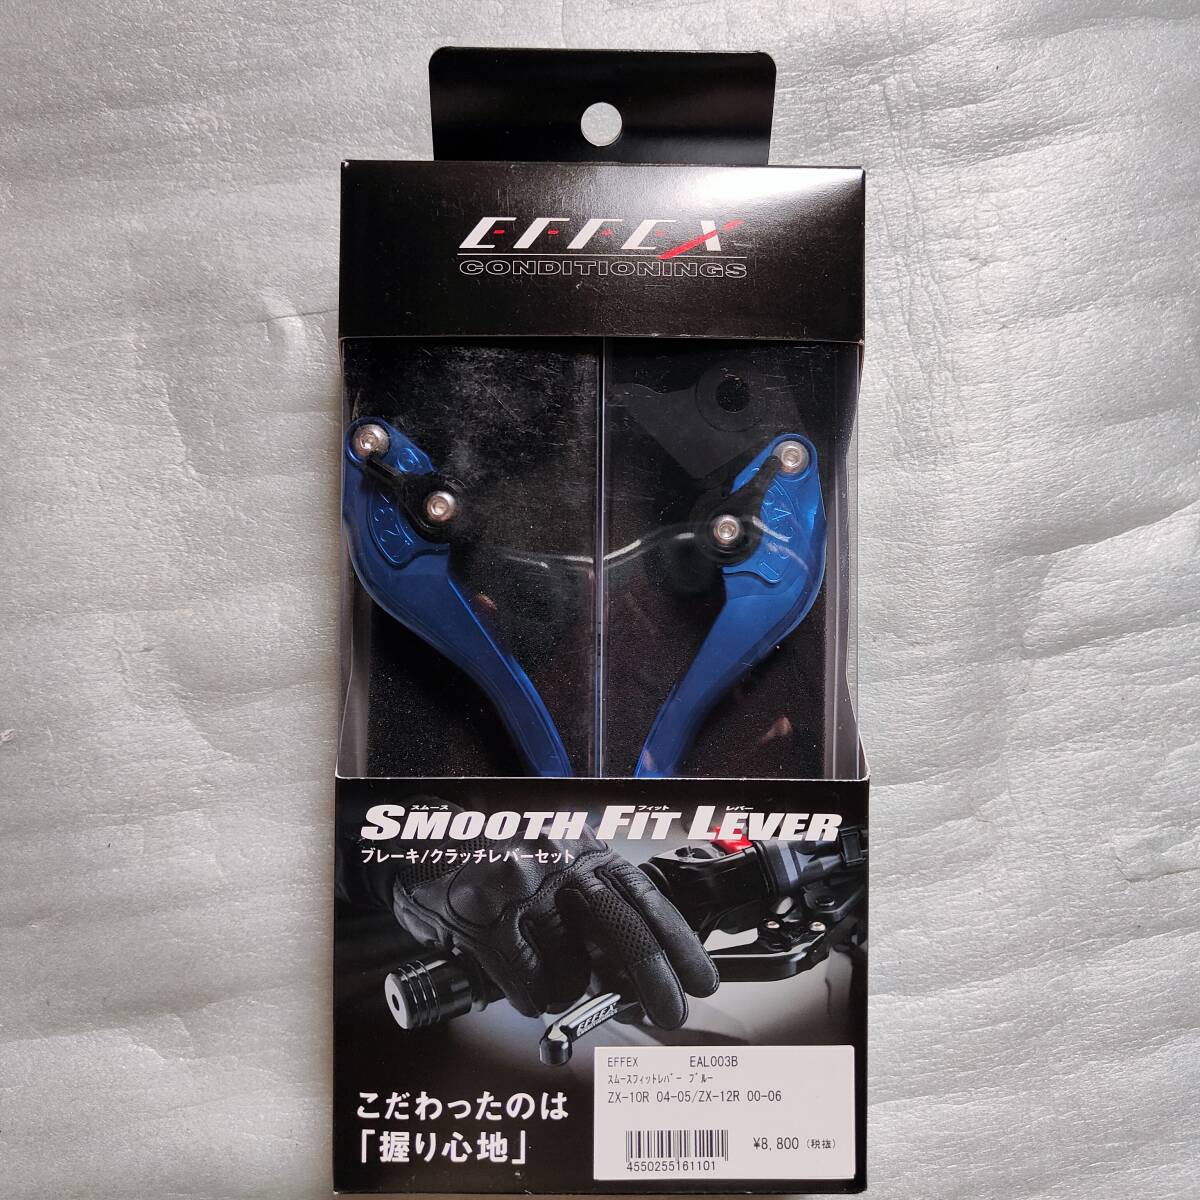 EFFEX
CONDITIONINGS
スムース フィット レバー
SMOOTH FIT LEVER
ブレーキ/クラッチレバーセット
EFFEX
CONDITIONINGS
こだわったのは
「握り心地」
EFFEX EAL003B
ｽﾑｰｽﾌｨｯﾄﾚﾊﾞｰ ﾌﾞﾙｰ
ZX-10R 04-05/ZX-12R 00-06
¥8,800 (税抜)
4550255161101